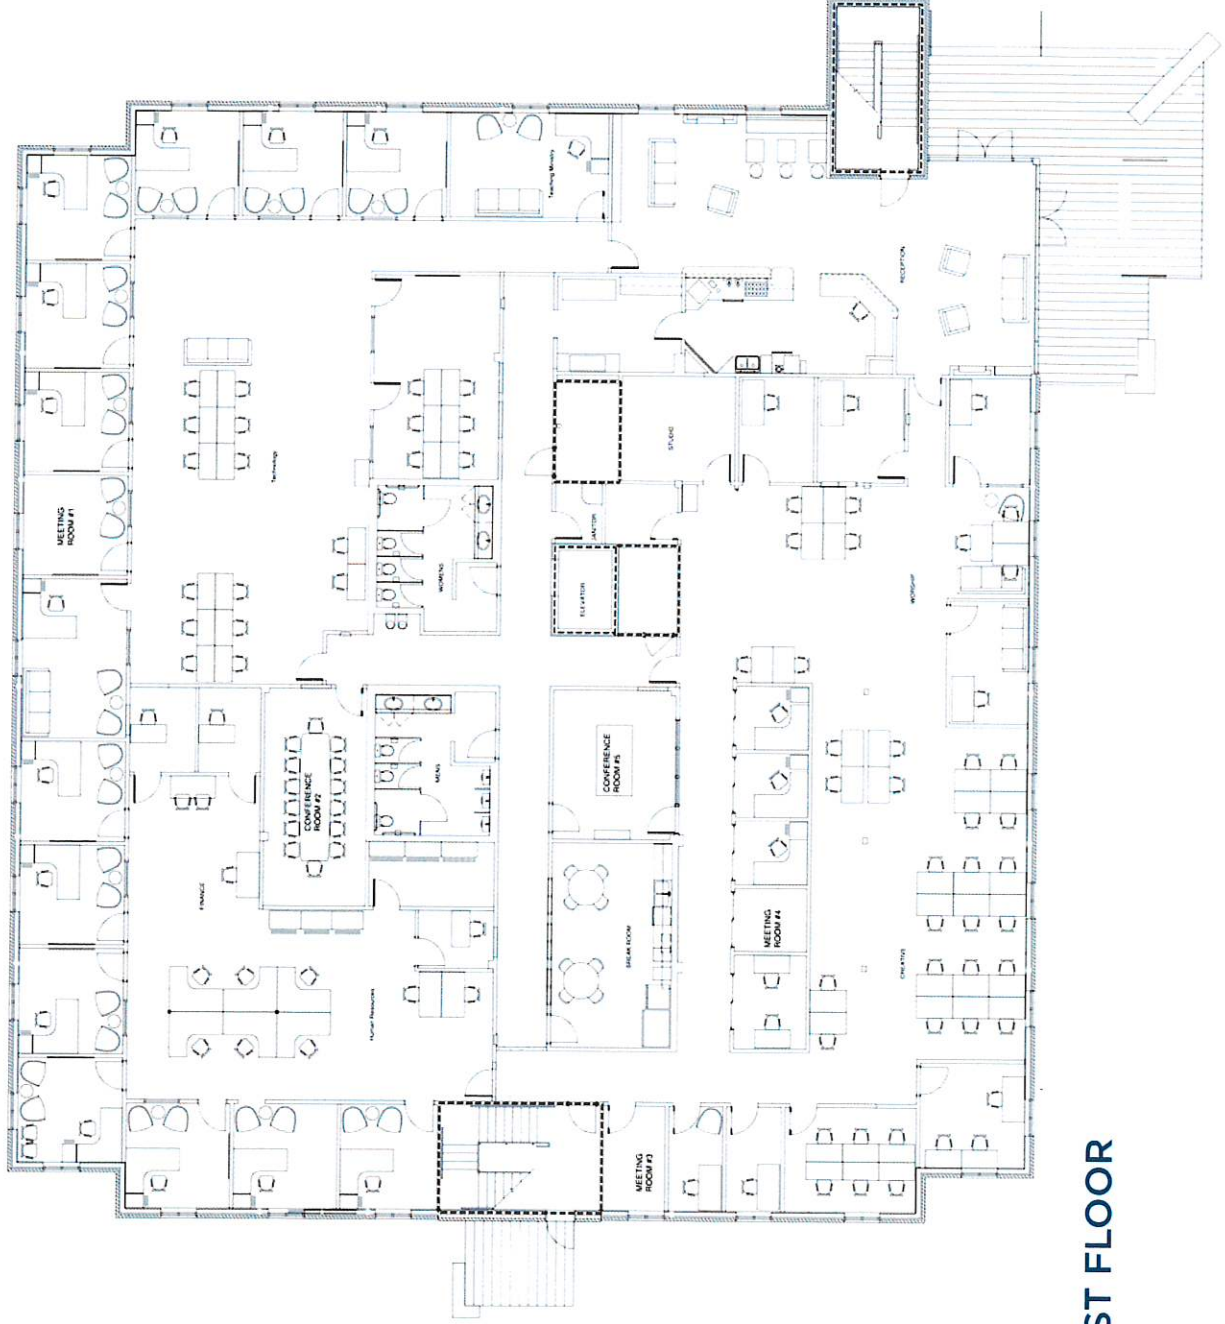 MEETING
ROOM #1
FINANCE
Technology
CONFERENCE
ROOM #2
Human Resources
MENS
WOMENS
Teaching Ministry
ELEVATOR
JANITOR
CONFERENCE
ROOM #5
BREAK ROOM
MEETING
ROOM #3
STUDIO
MEETING
ROOM #4
CREATIVE
WORSHIP
RECEPTION
ST FLOOR